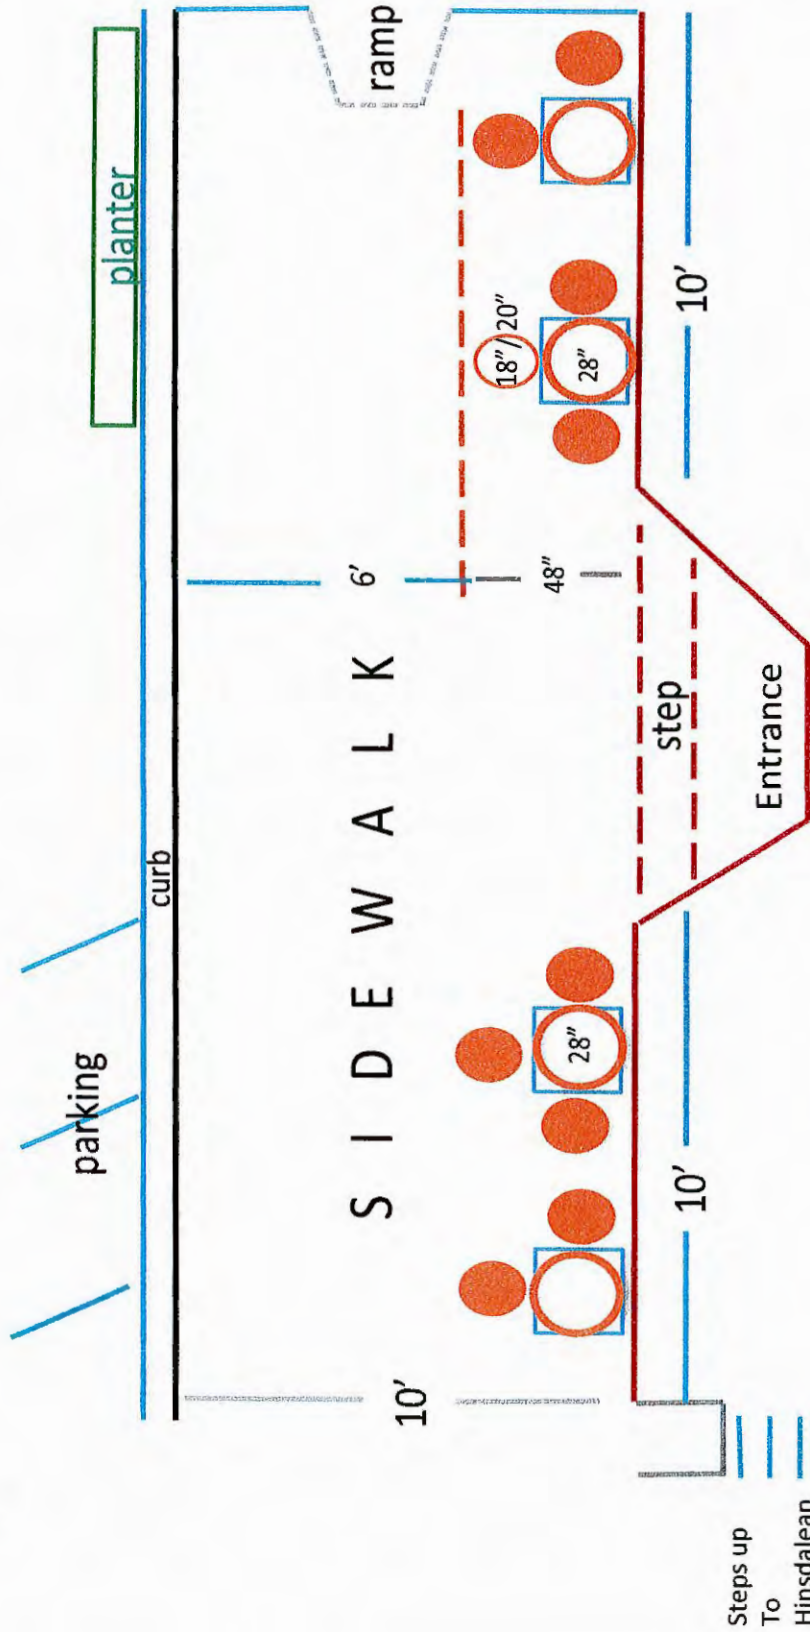 planter
ramp
parking
curb
SIDEWALK
6'
48"
18"/ 20"
28"
28"
10'
10'
10'
step
Entrance
Steps up
To
Hinsdalean